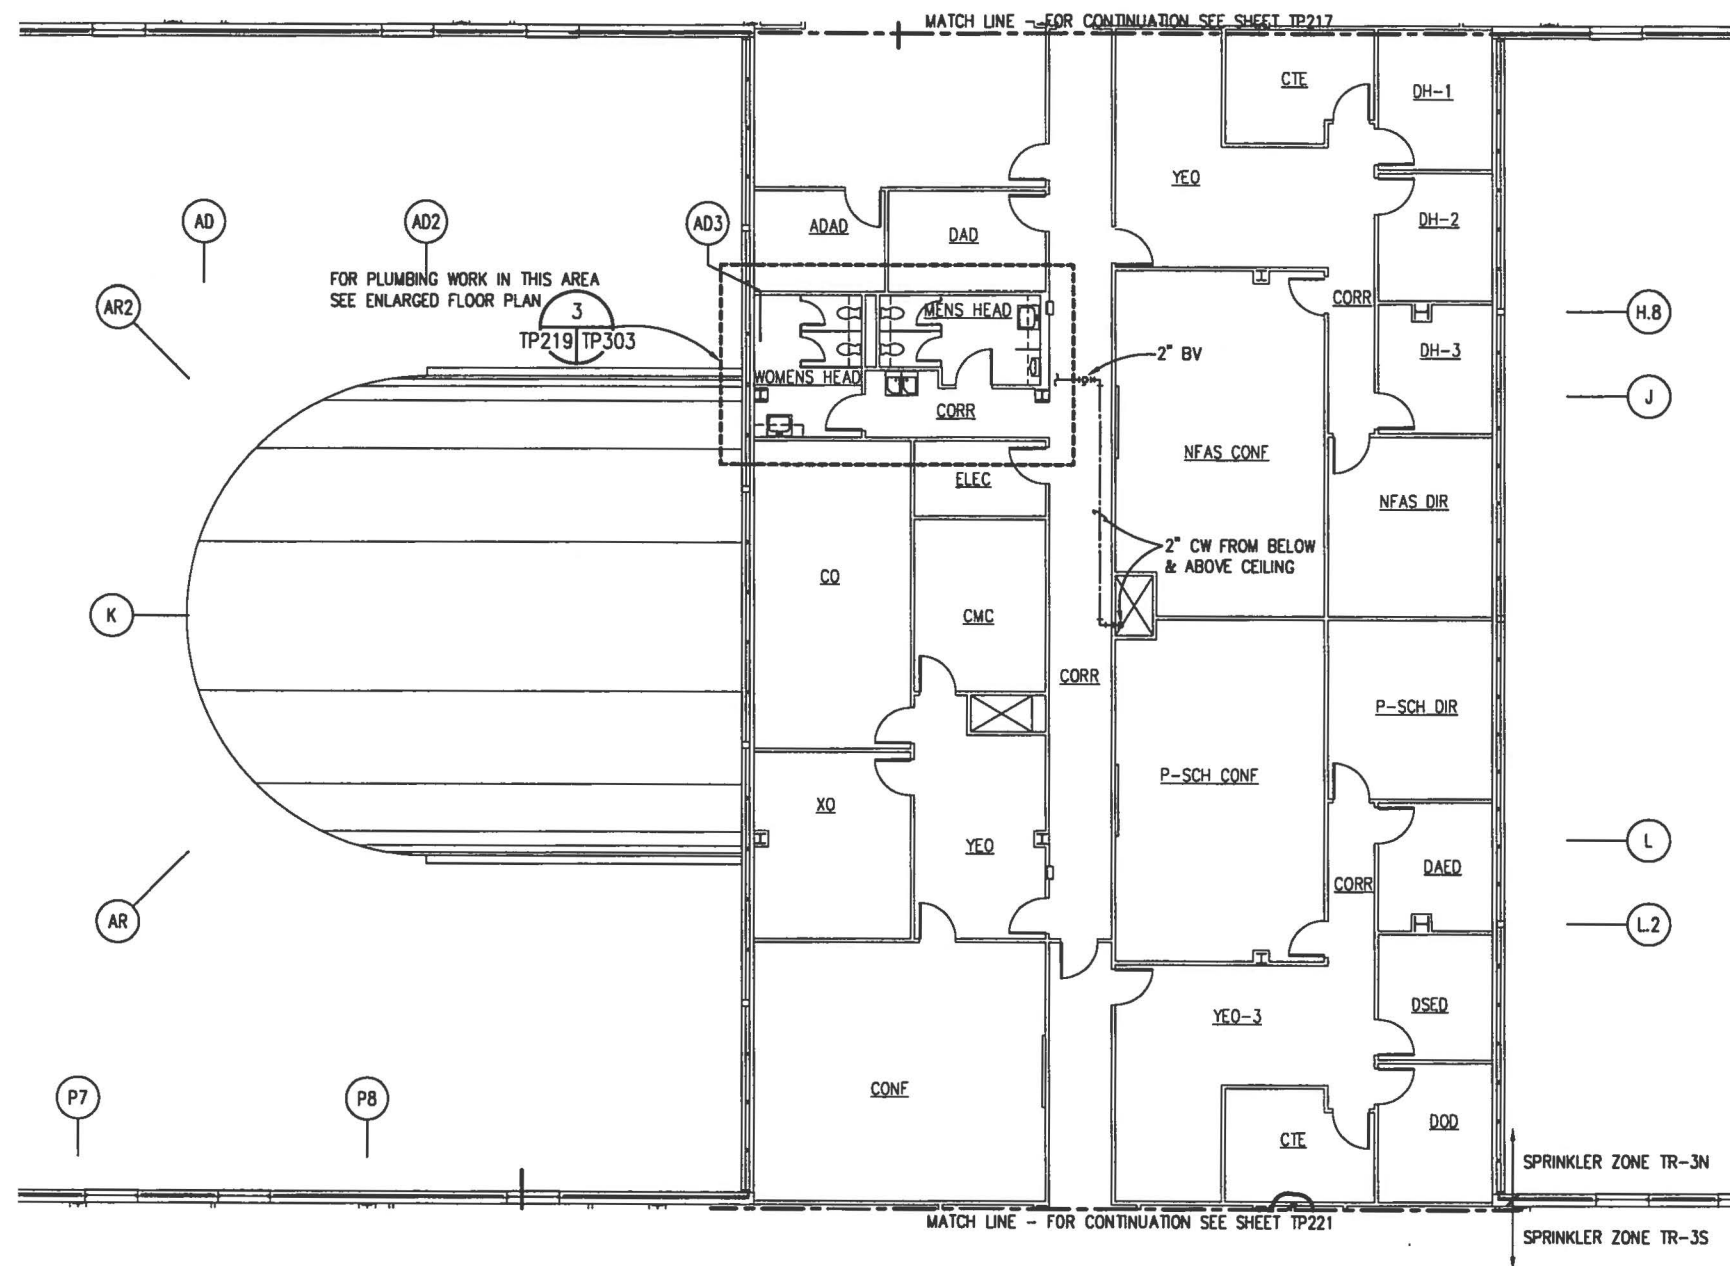 MATCH LINE - FOR CONTINUATION SEE SHEET TP217
CTE
DH-1
YEO
AD
AD2
AD3
ADAD
DAD
DH-2
FOR PLUMBING WORK IN THIS AREA
SEE ENLARGED FLOOR PLAN
3
TP219 TP303
AR2
MENS HEAD
CORR
H.8
2" BV
DH-3
WOMENS HEAD
CORR
J
NFAS CONF
ELEC
NFAS DIR
2" CW FROM BELOW
& ABOVE CEILING
CO
K
CMC
CORR
P-SCH DIR
P-SCH CONF
XO
YEO
L
DAED
CORR
AR
L.2
DSED
YEO-3
P7
P8
CONF
DOD
CTE
SPRINKLER ZONE TR-3N
MATCH LINE - FOR CONTINUATION SEE SHEET TP221
SPRINKLER ZONE TR-3S